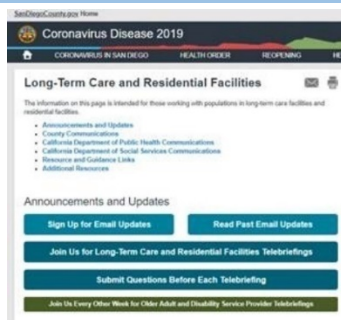 SanDiegoCounty.gov Home
Coronavirus Disease 2019
CORONAVIRUS IN SAN DIEGO HEALTH ORDER REOPENING HE
Long-Term Care and Residential Facilities
The information on this page is intended for those working with populations in long-term care facilities and
residential facilities.
Announcements and Updates
County Communications
California Department of Public Health Communications
California Department of Social Services Communications
Resource and Guidance Links
Additional Resources
Announcements and Updates
Sign Up for Email Updates
Read Past Email Updates
Join Us for Long-Term Care and Residential Facilities Telebriefings
Submit Questions Before Each Telebriefing
Join Us Every Other Week for Older Adult and Disability Service Provider Telebriefings